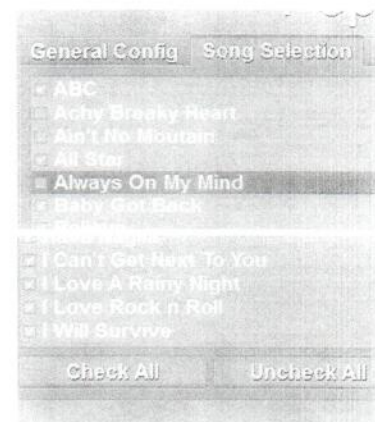 General Config Song Selection
ABC
Achy Breaky Heart
Ain't No Moutain
All Star
Always On My Mind
Baby Got Back
I Can't Get Next To You
I Love A Rainy Night
I Love Rock n Roll
I Will Survive
Check All Uncheck All